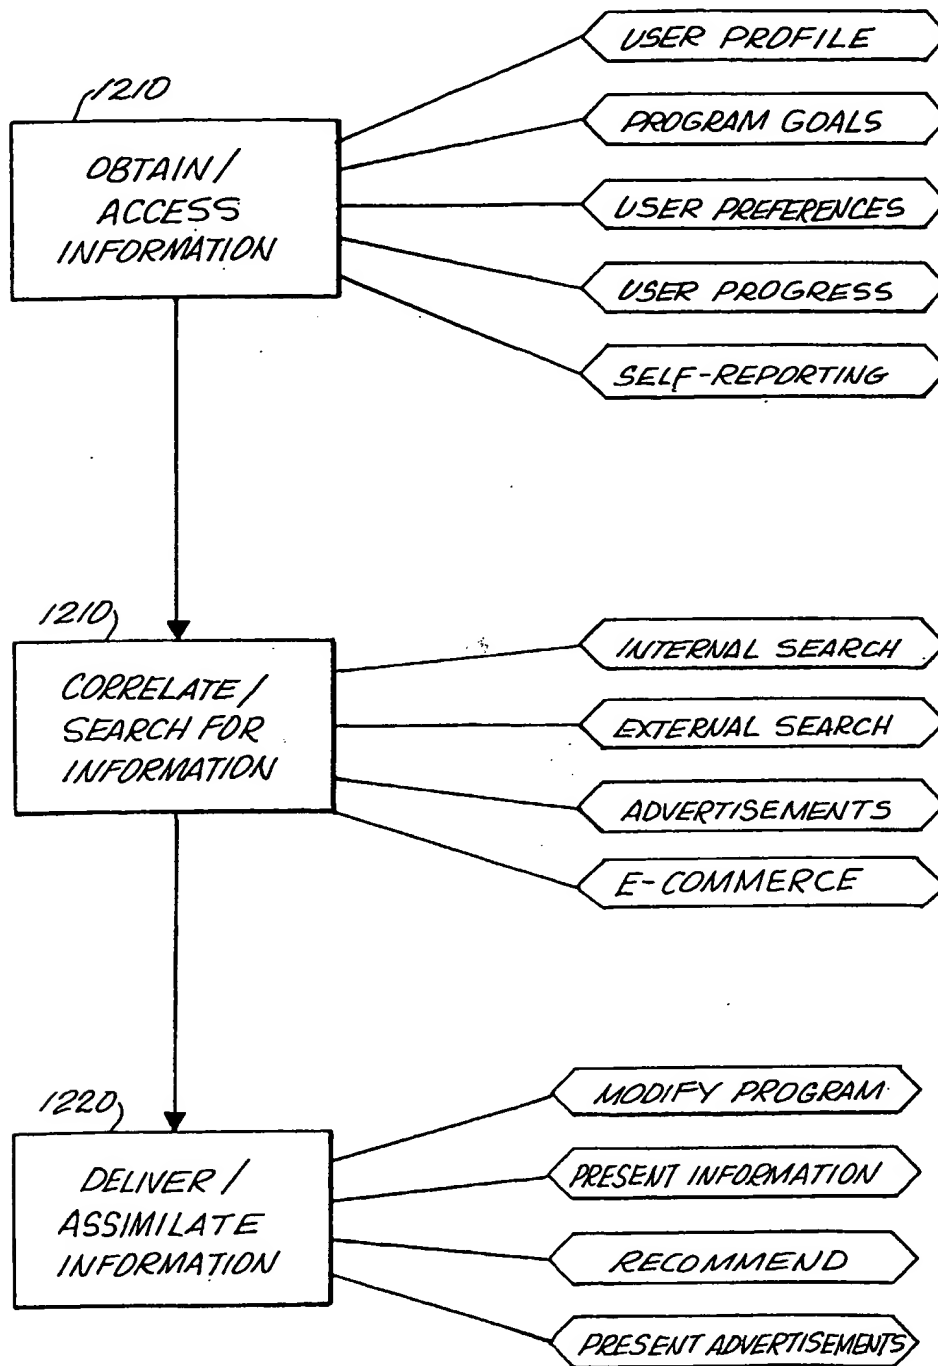 1210
OBTAIN/
ACCESS
INFORMATION
USER PROFILE
PROGRAM GOALS
USER PREFERENCES
USER PROGRESS
SELF-REPORTING
1210
CORRELATE/
SEARCH FOR
INFORMATION
INTERNAL SEARCH
EXTERNAL SEARCH
ADVERTISEMENTS
E-COMMERCE
1220
DELIVER/
ASSIMILATE
INFORMATION
MODIFY PROGRAM
PRESENT INFORMATION
RECOMMEND
PRESENT ADVERTISEMENTS